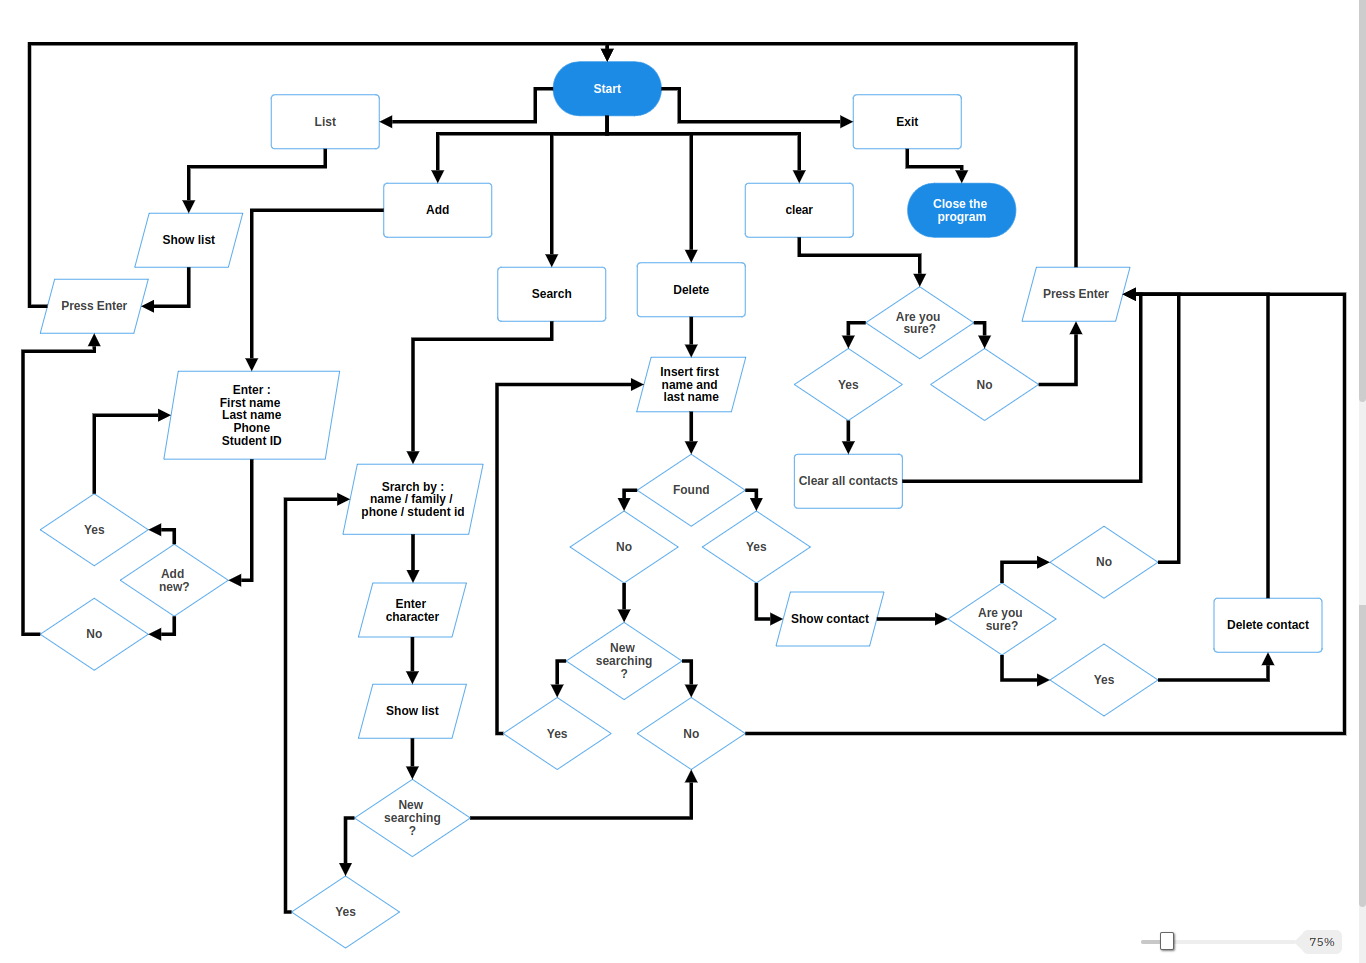 Start
List
Exit
Add
clear
Close the
program
Show list
Search
Delete
Press Enter
Press Enter
Are you
sure?
Insert first
name and
last name
Yes
No
Enter :
First name
Last name
Phone
Student ID
Clear all contacts
Found
Srarch by :
name / family /
phone / student id
Yes
No
Yes
No
Add
new?
Enter
character
Show contact
Are you
sure?
Delete contact
No
New
searching
?
Yes
Show list
Yes
No
New
searching
?
Yes
75%